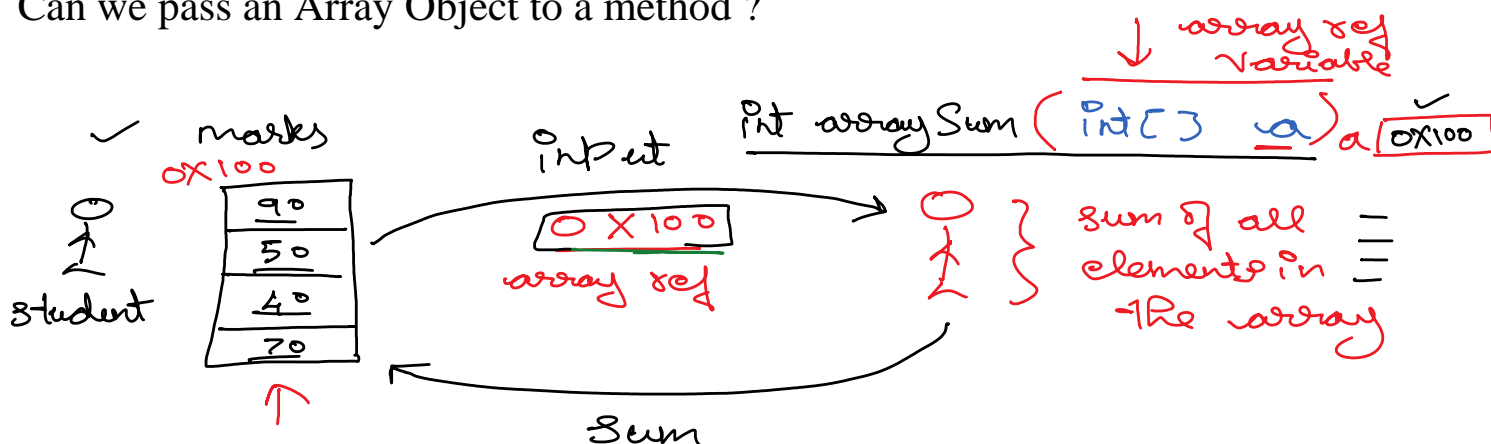 Can we pass an Array Object to a method ?
array ref
variable
int arraySum ( int[] a ) a 0X100
marks
0X100
input
90
50
40
70
student
0 X 100
array ref
sum of all
elements in
the array
sum